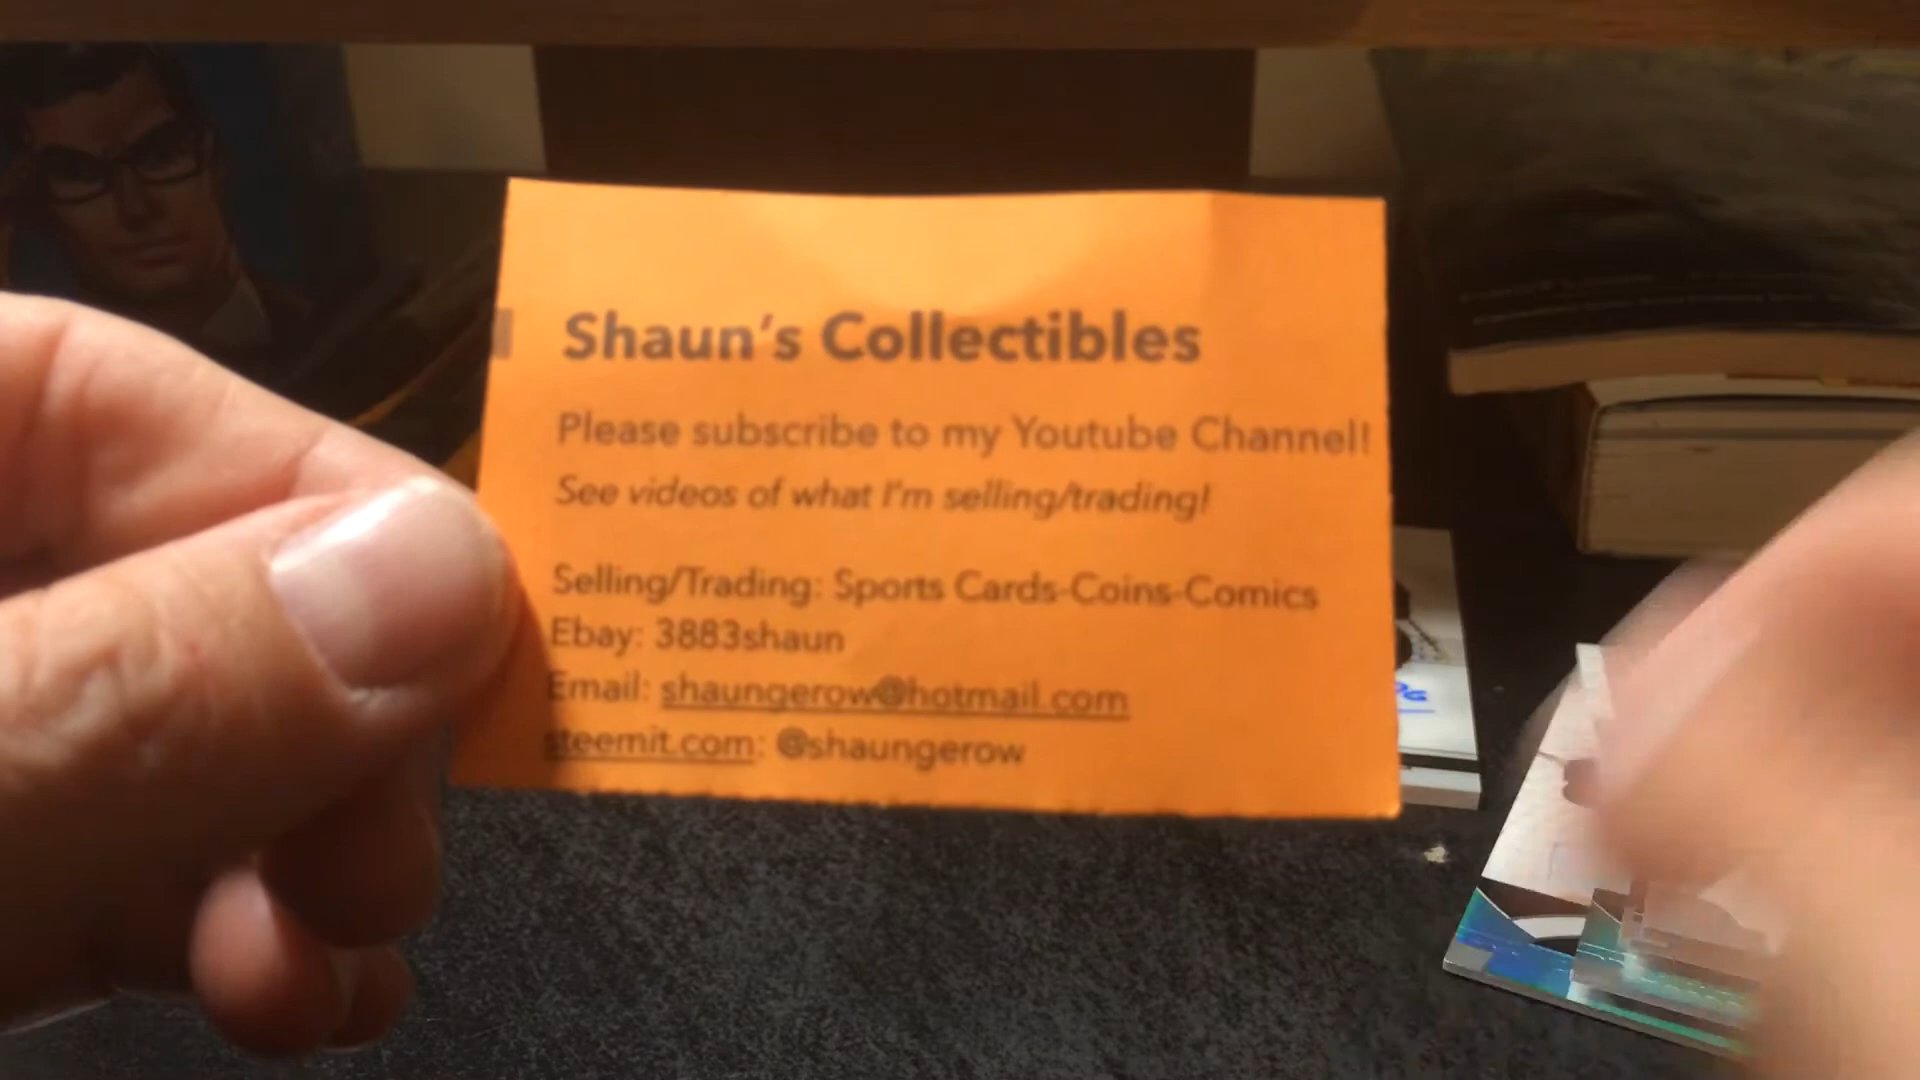 Shaun's Collectibles
Please subscribe to my Youtube Channel!
See videos of what I'm selling/trading!
Selling/Trading: Sports Cards-Coins-Comics
Ebay: 3883shaun
Email: shaungerow@hotmail.com
steemit.com: @shaungerow